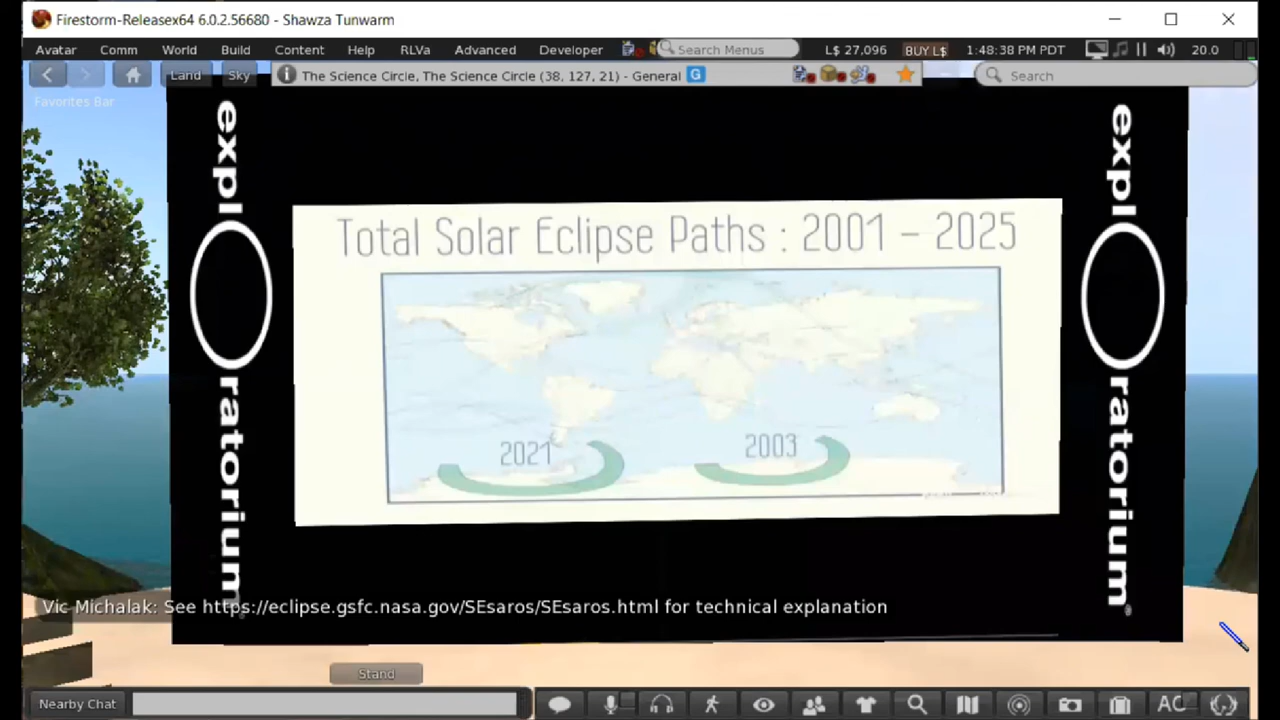 Firestorm-Releasex64 6.0.2.56680 - Shawza Tunwarm
Avatar Comm World Build Content Help RLVa Advanced Developer Search Menus L$ 27,096 BUY L$ 1:48:38 PM PDT 20.0
Land Sky The Science Circle, The Science Circle (38, 127, 21) - General G Search
Favorites Bar
explOratorium
Total Solar Eclipse Paths : 2001 – 2025
2021 2003
explOratorium
Vic Michalak: See https://eclipse.gsfc.nasa.gov/SEsaros/SEsaros.html for technical explanation
Stand
Nearby Chat AC